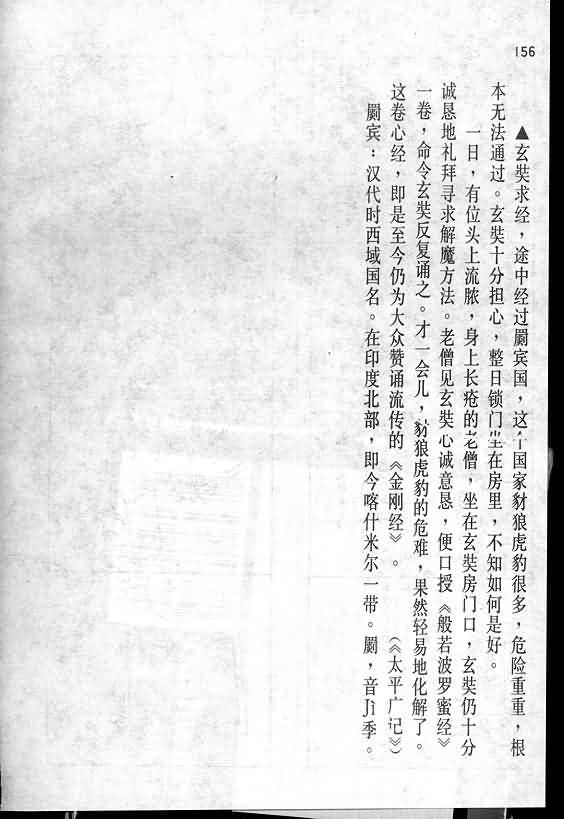 156
▲玄奘求经，途中经过罽宾国，这个国家豺狼虎豹很多，危险重重，根
本无法通过。玄奘十分担心，整日锁门坐在房里，不知如何是好。
一日，有位头上流脓，身上长疮的老僧，坐在玄奘房门口，玄奘仍十分
诚恳地礼拜寻求解魔方法。老僧见玄奘心诚意恳，便口授《般若波罗蜜经》
一卷，命令玄奘反复诵之。才一会儿，豺狼虎豹的危难，果然轻易地化解了。
这卷心经，即是至今仍为大众赞诵流传的《金刚经》。（《太平广记》）
罽宾：汉代时西域国名。在印度北部，即今喀什米尔一带。罽，音Jì季。